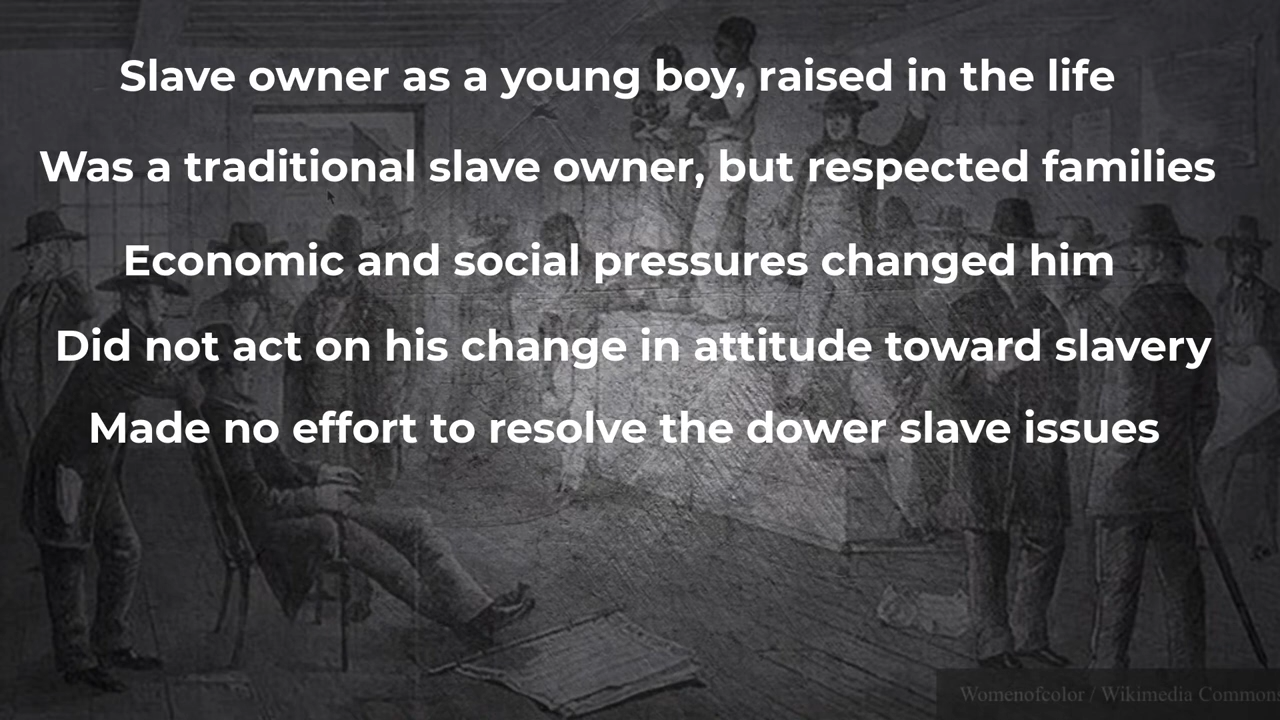 Slave owner as a young boy, raised in the life
Was a traditional slave owner, but respected families
Economic and social pressures changed him
Did not act on his change in attitude toward slavery
Made no effort to resolve the dower slave issues
Womenofcolor / Wikimedia Commons